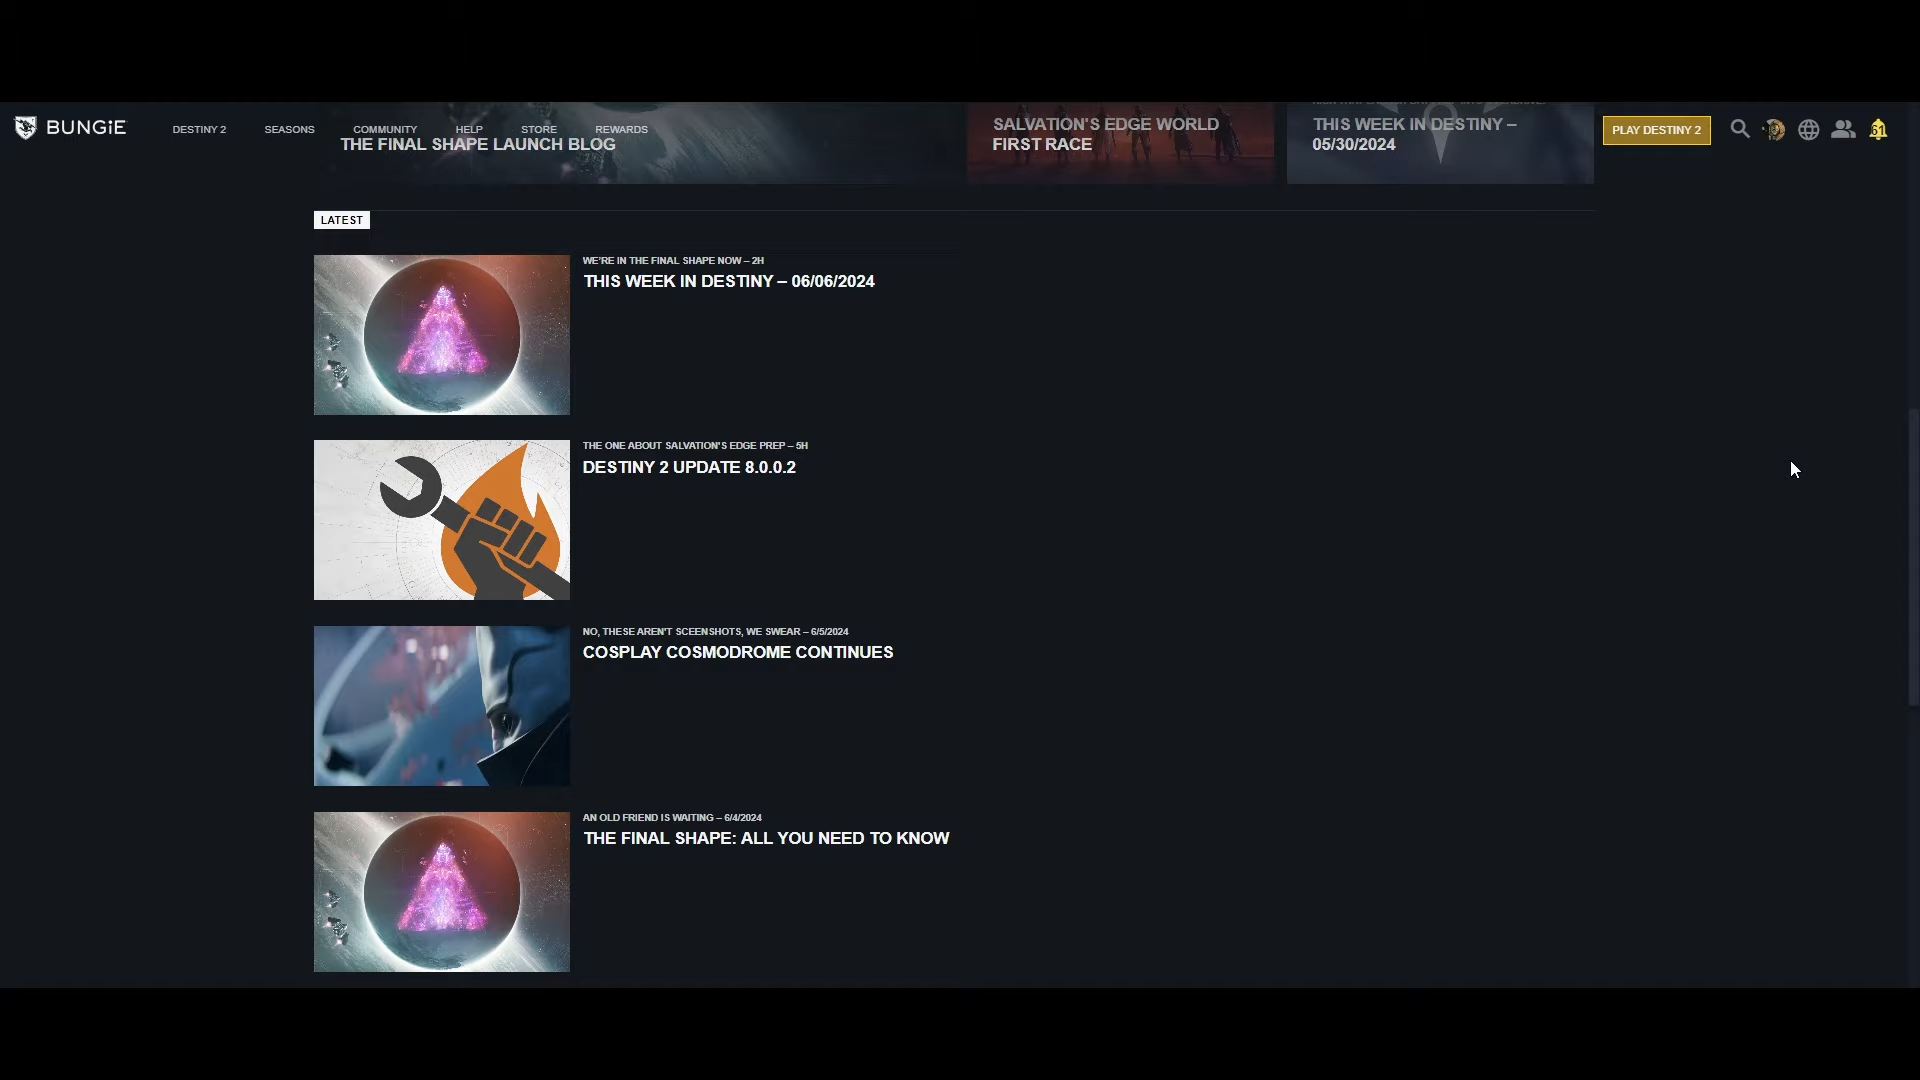 BUNGiE
DESTINY 2
SEASONS
COMMUNITY
HELP
STORE
REWARDS
PLAY DESTINY 2
61
THE FINAL SHAPE LAUNCH BLOG
SALVATION'S EDGE WORLD
FIRST RACE
THIS WEEK IN DESTINY –
05/30/2024
LATEST
WE'RE IN THE FINAL SHAPE NOW – 2H
THIS WEEK IN DESTINY – 06/06/2024
THE ONE ABOUT SALVATION'S EDGE PREP – 5H
DESTINY 2 UPDATE 8.0.0.2
NO, THESE AREN'T SCEENSHOTS, WE SWEAR – 6/5/2024
COSPLAY COSMODROME CONTINUES
AN OLD FRIEND IS WAITING – 6/4/2024
THE FINAL SHAPE: ALL YOU NEED TO KNOW